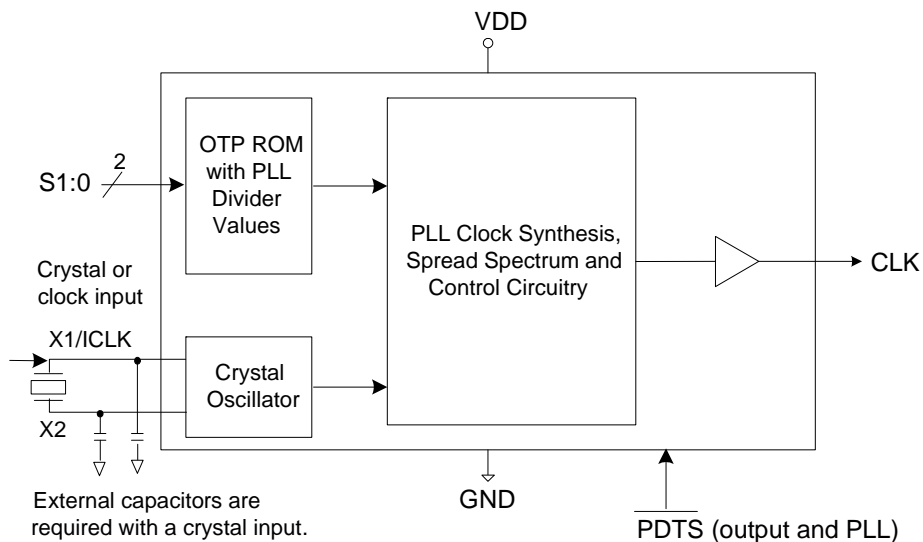 VDD
OTP ROM
with PLL
Divider
Values
2
S1:0
PLL Clock Synthesis,
Spread Spectrum and
Control Circuitry
CLK
Crystal or
clock input
X1/ICLK
Crystal
Oscillator
X2
External capacitors are
required with a crystal input.
GND
PDTS (output and PLL)